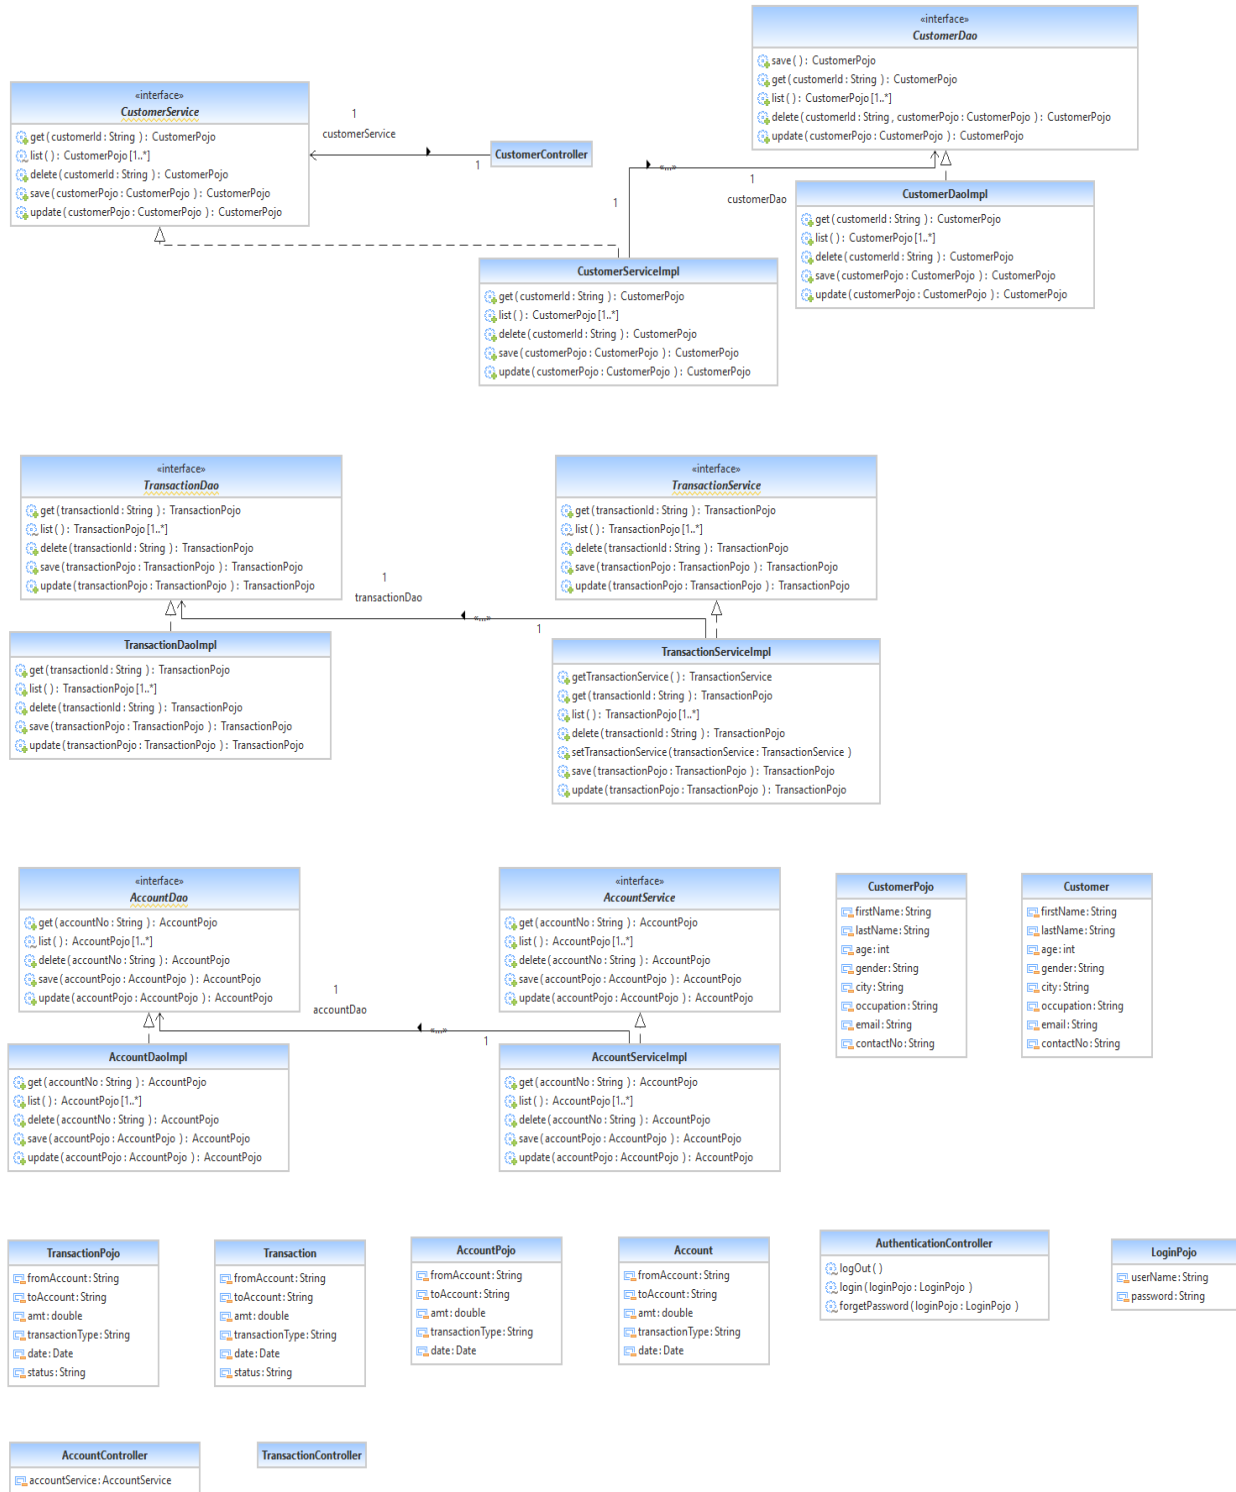 «interface»
CustomerDao
save ( ) : CustomerPojo
get ( customerId : String ) : CustomerPojo
list ( ) : CustomerPojo [1..*]
delete ( customerId : String , customerPojo : CustomerPojo ) : CustomerPojo
update ( customerPojo : CustomerPojo ) : CustomerPojo
«interface»
CustomerService
get ( customerId : String ) : CustomerPojo
list ( ) : CustomerPojo [1..*]
delete ( customerId : String ) : CustomerPojo
save ( customerPojo : CustomerPojo ) : CustomerPojo
update ( customerPojo : CustomerPojo ) : CustomerPojo
1
customerService
1
CustomerController
«...»
1
customerDao
1
CustomerDaoImpl
get ( customerId : String ) : CustomerPojo
list ( ) : CustomerPojo [1..*]
delete ( customerId : String ) : CustomerPojo
save ( customerPojo : CustomerPojo ) : CustomerPojo
update ( customerPojo : CustomerPojo ) : CustomerPojo
CustomerServiceImpl
get ( customerId : String ) : CustomerPojo
list ( ) : CustomerPojo [1..*]
delete ( customerId : String ) : CustomerPojo
save ( customerPojo : CustomerPojo ) : CustomerPojo
update ( customerPojo : CustomerPojo ) : CustomerPojo
«interface»
TransactionDao
get ( transactionId : String ) : TransactionPojo
list ( ) : TransactionPojo [1..*]
delete ( transactionId : String ) : TransactionPojo
save ( transactionPojo : TransactionPojo ) : TransactionPojo
update ( transactionPojo : TransactionPojo ) : TransactionPojo
«interface»
TransactionService
get ( transactionId : String ) : TransactionPojo
list ( ) : TransactionPojo [1..*]
delete ( transactionId : String ) : TransactionPojo
save ( transactionPojo : TransactionPojo ) : TransactionPojo
update ( transactionPojo : TransactionPojo ) : TransactionPojo
1
transactionDao
«...»
1
TransactionDaoImpl
get ( transactionId : String ) : TransactionPojo
list ( ) : TransactionPojo [1..*]
delete ( transactionId : String ) : TransactionPojo
save ( transactionPojo : TransactionPojo ) : TransactionPojo
update ( transactionPojo : TransactionPojo ) : TransactionPojo
TransactionServiceImpl
getTransactionService ( ) : TransactionService
get ( transactionId : String ) : TransactionPojo
list ( ) : TransactionPojo [1..*]
delete ( transactionId : String ) : TransactionPojo
setTransactionService ( transactionService : TransactionService )
save ( transactionPojo : TransactionPojo ) : TransactionPojo
update ( transactionPojo : TransactionPojo ) : TransactionPojo
«interface»
AccountDao
get ( accountNo : String ) : AccountPojo
list ( ) : AccountPojo [1..*]
delete ( accountNo : String ) : AccountPojo
save ( accountPojo : AccountPojo ) : AccountPojo
update ( accountPojo : AccountPojo ) : AccountPojo
«interface»
AccountService
get ( accountNo : String ) : AccountPojo
list ( ) : AccountPojo [1..*]
delete ( accountNo : String ) : AccountPojo
save ( accountPojo : AccountPojo ) : AccountPojo
update ( accountPojo : AccountPojo ) : AccountPojo
1
accountDao
«...»
1
AccountDaoImpl
get ( accountNo : String ) : AccountPojo
list ( ) : AccountPojo [1..*]
delete ( accountNo : String ) : AccountPojo
save ( accountPojo : AccountPojo ) : AccountPojo
update ( accountPojo : AccountPojo ) : AccountPojo
AccountServiceImpl
get ( accountNo : String ) : AccountPojo
list ( ) : AccountPojo [1..*]
delete ( accountNo : String ) : AccountPojo
save ( accountPojo : AccountPojo ) : AccountPojo
update ( accountPojo : AccountPojo ) : AccountPojo
CustomerPojo
firstName : String
lastName : String
age : int
gender : String
city : String
occupation : String
email : String
contactNo : String
Customer
firstName : String
lastName : String
age : int
gender : String
city : String
occupation : String
email : String
contactNo : String
TransactionPojo
fromAccount : String
toAccount : String
amt : double
transactionType : String
date : Date
status : String
Transaction
fromAccount : String
toAccount : String
amt : double
transactionType : String
date : Date
status : String
AccountPojo
fromAccount : String
toAccount : String
amt : double
transactionType : String
date : Date
Account
fromAccount : String
toAccount : String
amt : double
transactionType : String
date : Date
AuthenticationController
logOut ( )
login ( loginPojo : LoginPojo )
forgetPassword ( loginPojo : LoginPojo )
LoginPojo
userName : String
password : String
AccountController
accountService : AccountService
TransactionController